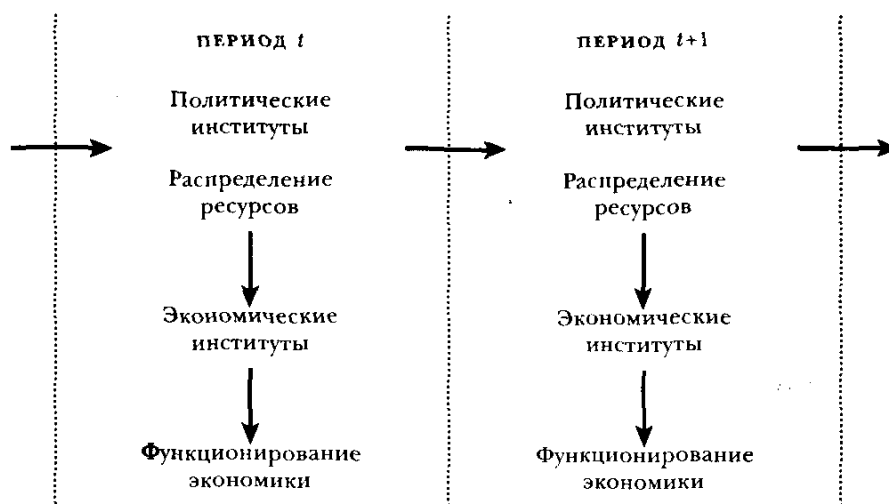 ПЕРИОД t
Политические
институты
Распределение
ресурсов
Экономические
институты
Функционирование
экономики
ПЕРИОД t+1
Политические
институты
Распределение
ресурсов
Экономические
институты
Функционирование
экономики